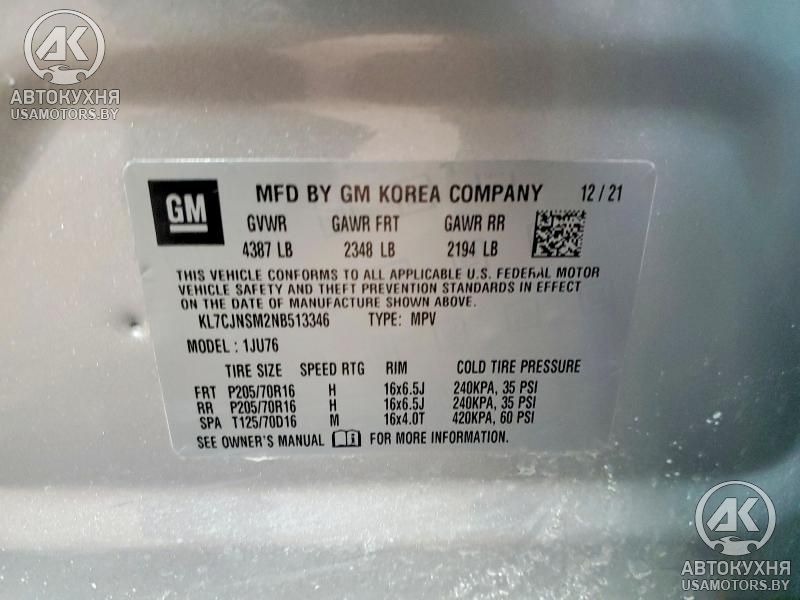 AK
АВТОКУХНЯ
USAMOTORS.BY
GM MFD BY GM KOREA COMPANY 12/21
GVWR GAWR FRT GAWR RR
4387 LB 2348 LB 2194 LB
THIS VEHICLE CONFORMS TO ALL APPLICABLE U.S. FEDERAL MOTOR
VEHICLE SAFETY AND THEFT PREVENTION STANDARDS IN EFFECT
ON THE DATE OF MANUFACTURE SHOWN ABOVE.
KL7CJNSM2NB513346 TYPE: MPV
MODEL : 1JU76
TIRE SIZE SPEED RTG RIM COLD TIRE PRESSURE
FRT P205/70R16 H 16x6.5J 240KPA, 35 PSI
RR P205/70R16 H 16x6.5J 240KPA, 35 PSI
SPA T125/70D16 M 16x4.0T 420KPA, 60 PSI
SEE OWNER'S MANUAL FOR MORE INFORMATION.
AK
АВТОКУХНЯ
USAMOTORS.BY